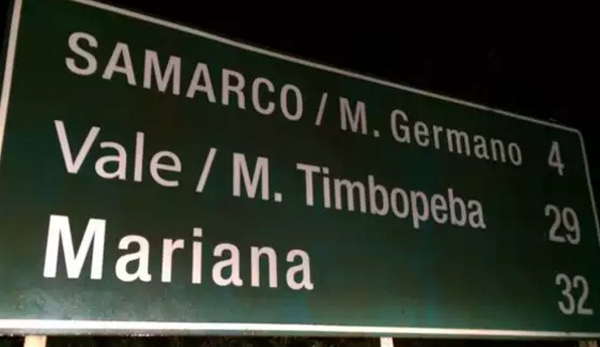 SAMARCO / M. Germano 4
Vale / M. Timbopeba 29
Mariana 32